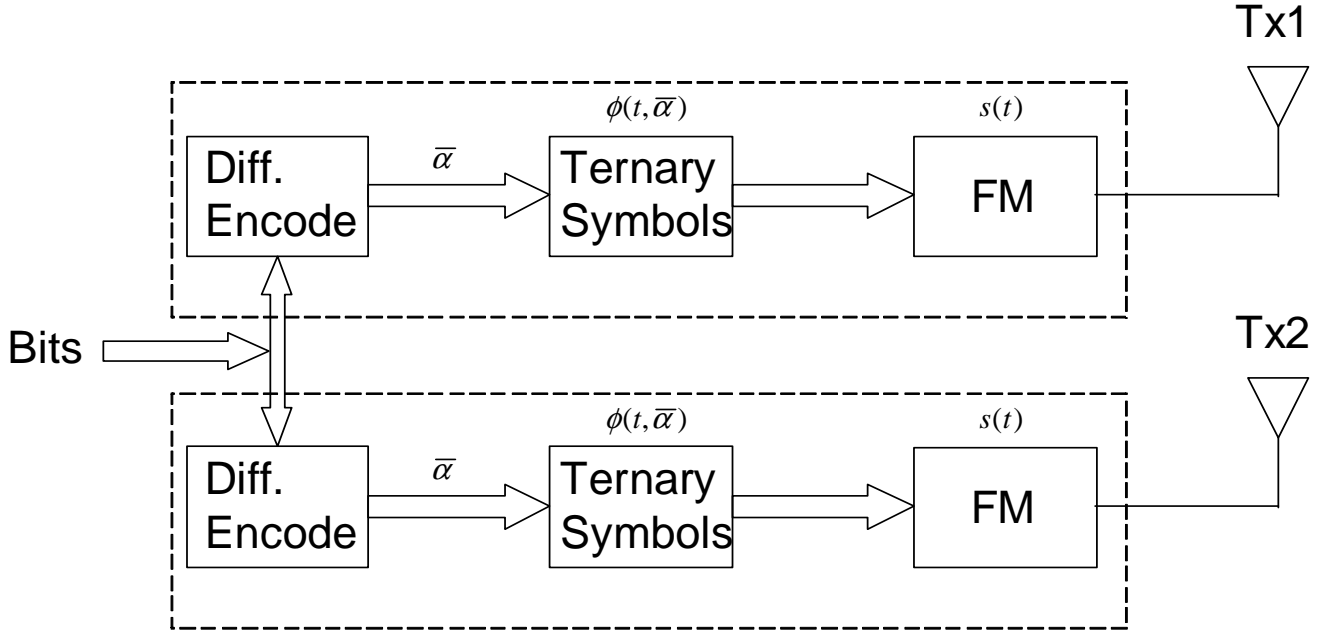 Tx1
ϕ(t, ᾱ)
s(t)
Diff.
Encode
ᾱ
Ternary
Symbols
FM
Bits
Tx2
ϕ(t, ᾱ)
s(t)
Diff.
Encode
ᾱ
Ternary
Symbols
FM